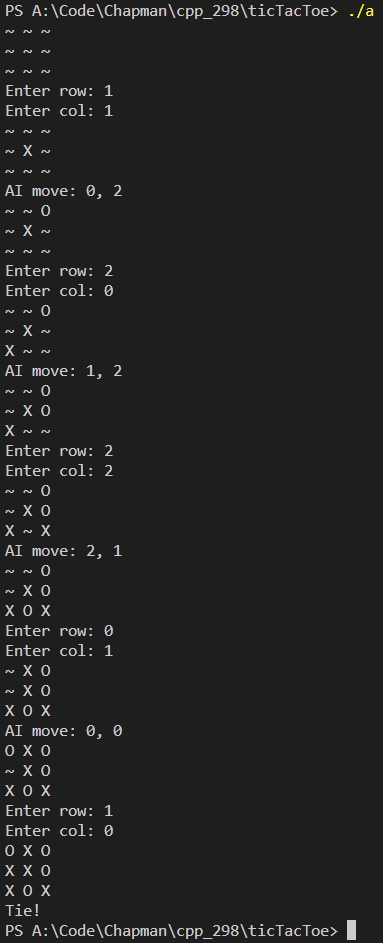 PS A:\Code\Chapman\cpp_298\ticTacToe> ./a
~ ~ ~
~ ~ ~
~ ~ ~
Enter row: 1
Enter col: 1
~ ~ ~
~ X ~
~ ~ ~
AI move: 0, 2
~ ~ O
~ X ~
~ ~ ~
Enter row: 2
Enter col: 0
~ ~ O
~ X ~
X ~ ~
AI move: 1, 2
~ ~ O
~ X O
X ~ ~
Enter row: 2
Enter col: 2
~ ~ O
~ X O
X ~ X
AI move: 2, 1
~ ~ O
~ X O
X O X
Enter row: 0
Enter col: 1
~ X O
~ X O
X O X
AI move: 0, 0
O X O
~ X O
X O X
Enter row: 1
Enter col: 0
O X O
X X O
X O X
Tie!
PS A:\Code\Chapman\cpp_298\ticTacToe>